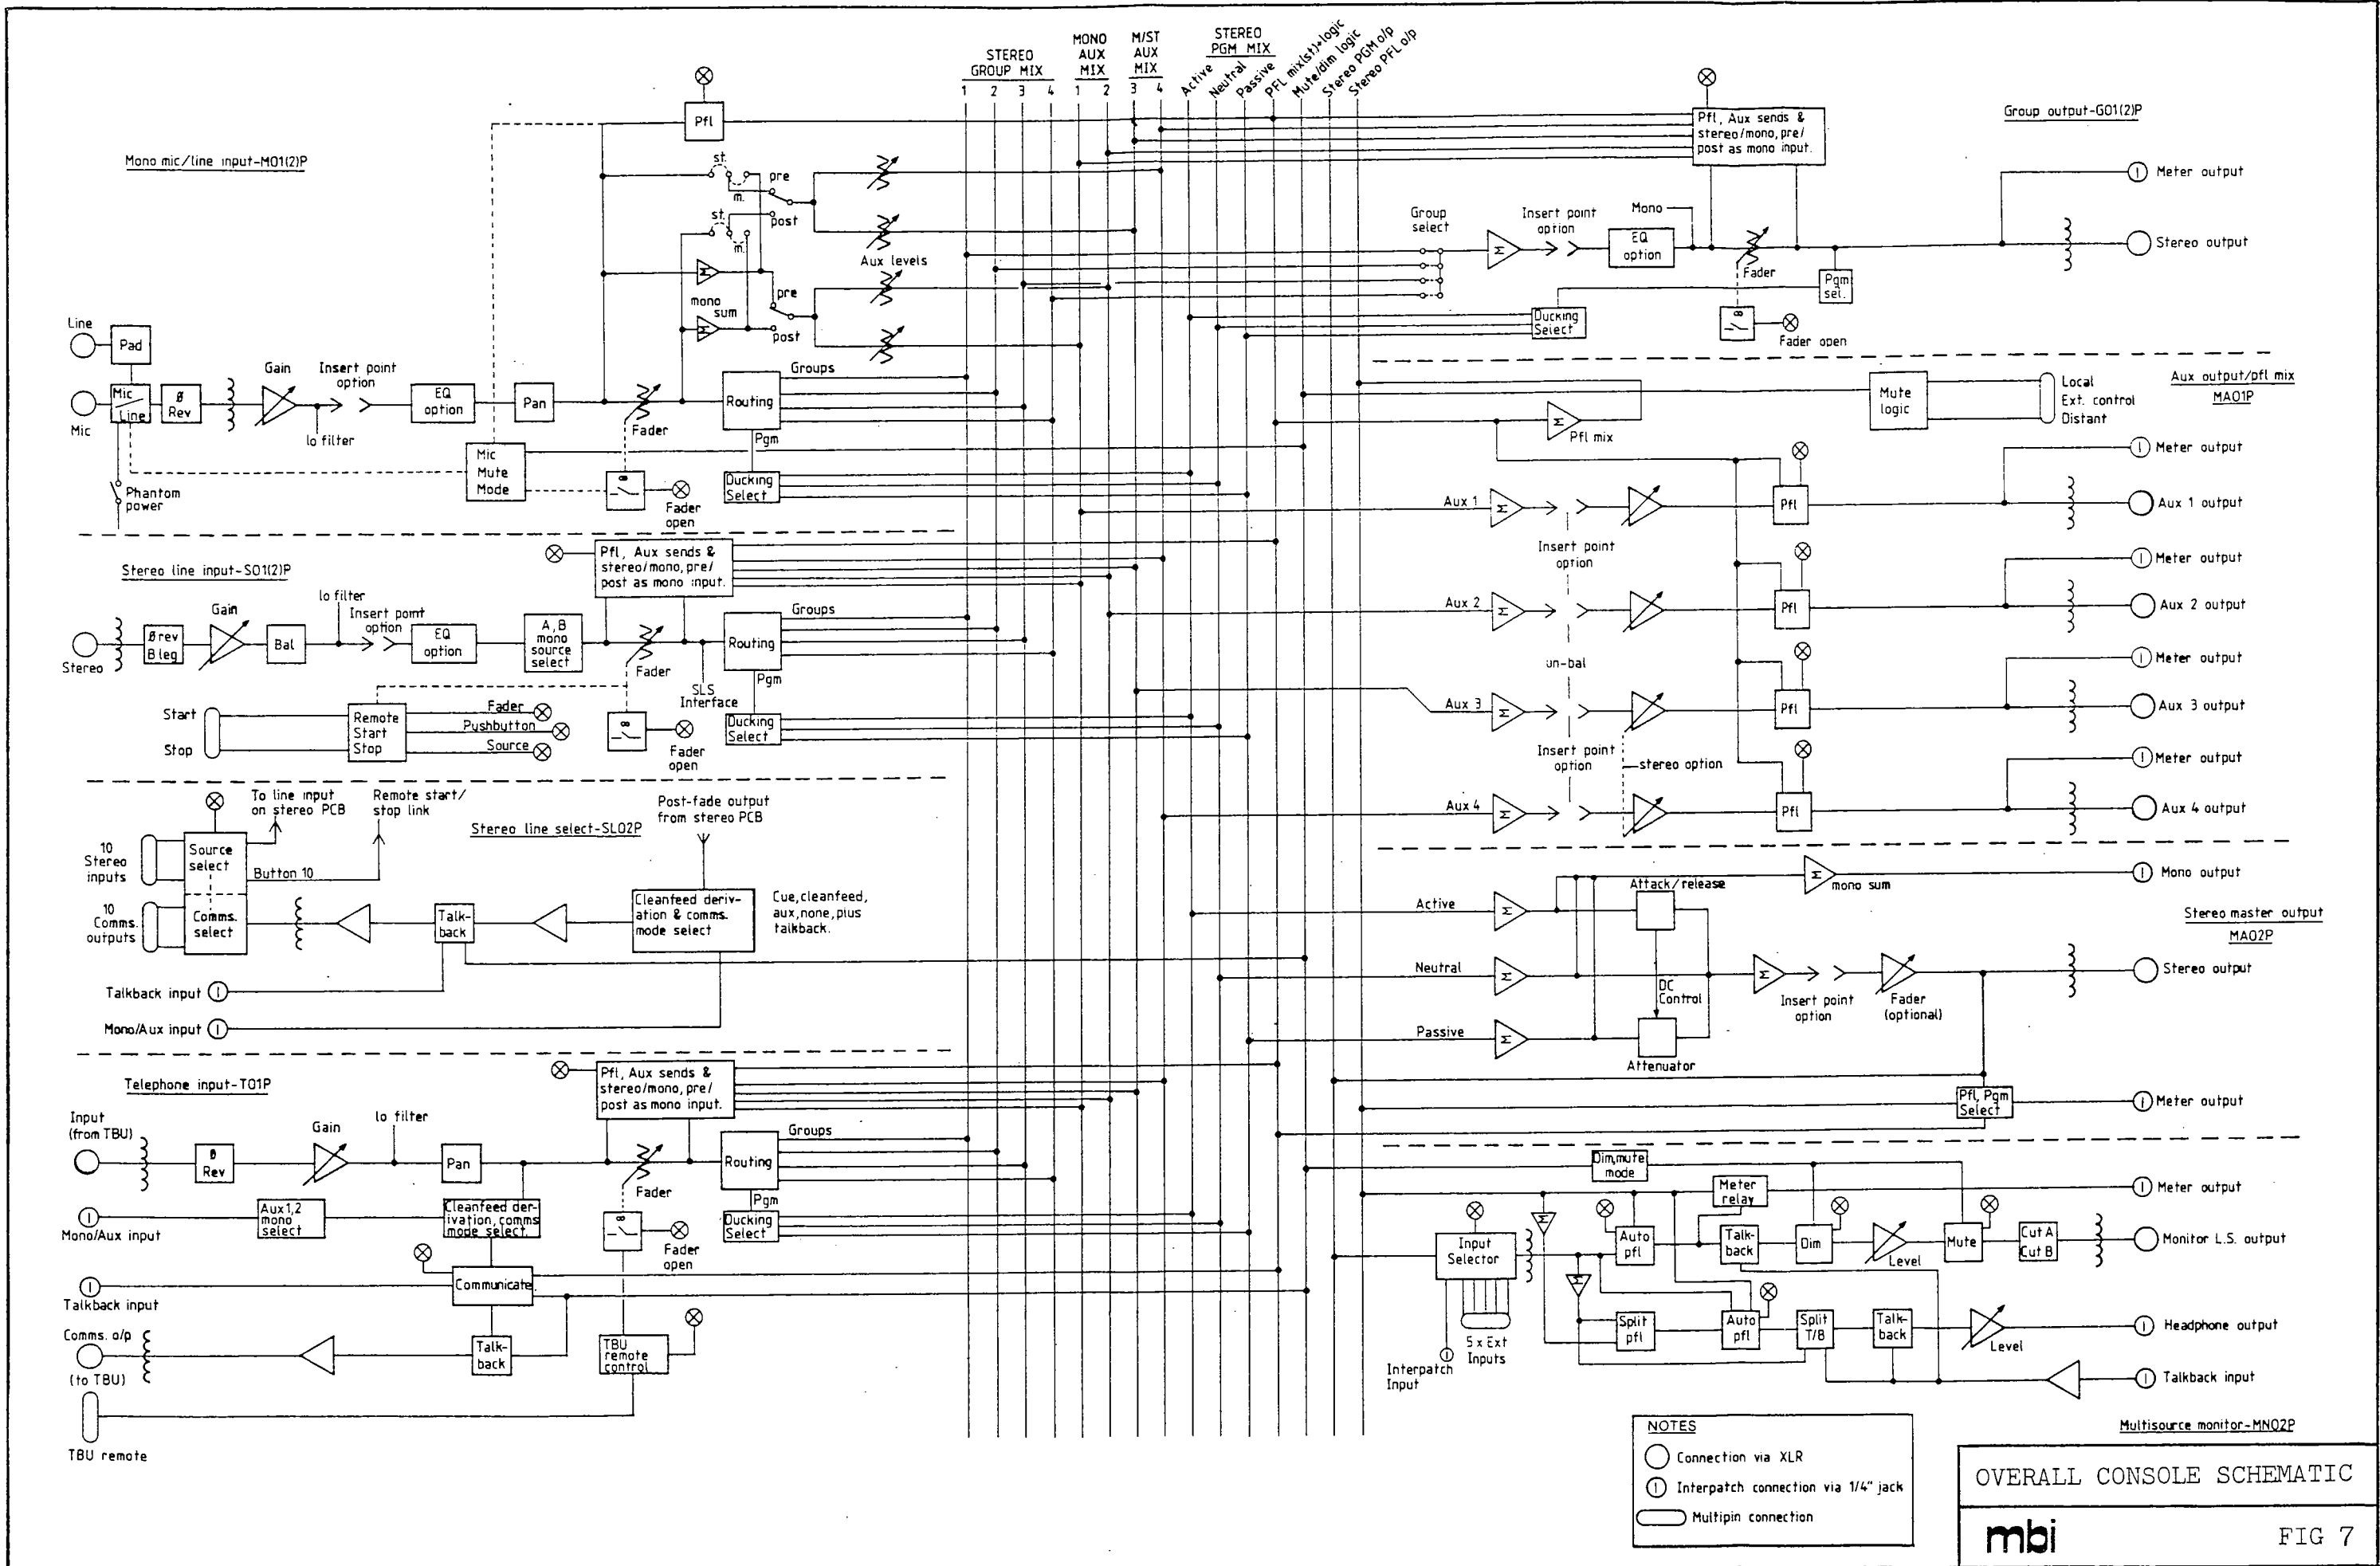 STEREO
GROUP MIX
1 2 3 4
MONO
AUX
MIX
1 2
M/ST
AUX
MIX
3 4
STEREO
PGM MIX
Active
Neutral
Passive
PFL mix(st)+logic
Mute/dim logic
Stereo PGM o/p
Stereo PFL o/p
Mono mic/line input-M01(2)P
Pfl
st.
m.
pre
post
st.
m.
Aux levels
mono
sum
pre
post
Line
Pad
Mic
Mic
Line
Ø
Rev
Gain
Insert point
option
lo filter
EQ
option
Pan
Fader
Routing
Groups
Pgm
Mic
Mute
Mode
∞
Fader
open
Ducking
Select
Phantom
power
Stereo line input-S01(2)P
Pfl, Aux sends &
stereo/mono, pre/
post as mono input.
Stereo
Ø rev
B leg
Gain
Bal
lo filter
Insert point
option
EQ
option
A,B
mono
source
select
Fader
SLS
Interface
Routing
Groups
Pgm
Ducking
Select
∞
Fader
open
Start
Stop
Remote
Start
Stop
Fader
Pushbutton
Source
To line input
on stereo PCB
Remote start/
stop link
Stereo line select-SL02P
Post-fade output
from stereo PCB
10
Stereo
inputs
Source
select
Button 10
10
Comms.
outputs
Comms.
select
Talk-
back
Cleanfeed deriv-
ation & comms.
mode select
Cue,cleanfeed,
aux,none,plus
talkback.
Talkback input
Mono/Aux input
Telephone input-T01P
Pfl, Aux sends &
stereo/mono, pre/
post as mono input.
Input
(from TBU)
Ø
Rev
Gain
lo filter
Pan
Fader
Routing
Groups
Pgm
Ducking
Select
∞
Fader
open
Mono/Aux input
Aux 1,2
mono
select
Cleanfeed der-
ivation, comms
mode select.
Talkback input
Communicate
Comms. o/p
(to TBU)
Talk-
back
TBU
remote
control
TBU remote
Group output-G01(2)P
Pfl, Aux sends &
stereo/mono, pre/
post as mono input.
Meter output
Stereo output
Group
select
Insert point
option
Mono
EQ
option
Fader
Pgm
sel.
Ducking
Select
∞
Fader open
Aux output/pfl mix
MA01P
Mute
logic
Local
Ext. control
Distant
Pfl mix
Aux 1
Pfl
Meter output
Aux 1 output
Insert point
option
Aux 2
Pfl
Meter output
Aux 2 output
un-bal
Aux 3
Pfl
Meter output
Aux 3 output
Insert point
option
stereo option
Aux 4
Pfl
Meter output
Aux 4 output
Stereo master output
MA02P
Active
Attack/release
mono sum
Mono output
Neutral
DC
Control
Insert point
option
Fader
(optional)
Stereo output
Passive
Attenuator
Pfl, Pgm
Select
Meter output
Dim,mute
mode
Meter
relay
Meter output
Input
Selector
Auto
pfl
Talk-
back
Dim
Level
Mute
Cut A
Cut B
Monitor L.S. output
5 x Ext
Inputs
Interpatch
Input
Split
pfl
Auto
pfl
Split
T/B
Talk-
back
Level
Headphone output
Talkback input
Multisource monitor-MN02P
NOTES
Connection via XLR
Interpatch connection via 1/4" jack
Multipin connection
OVERALL CONSOLE SCHEMATIC
mbi
FIG 7